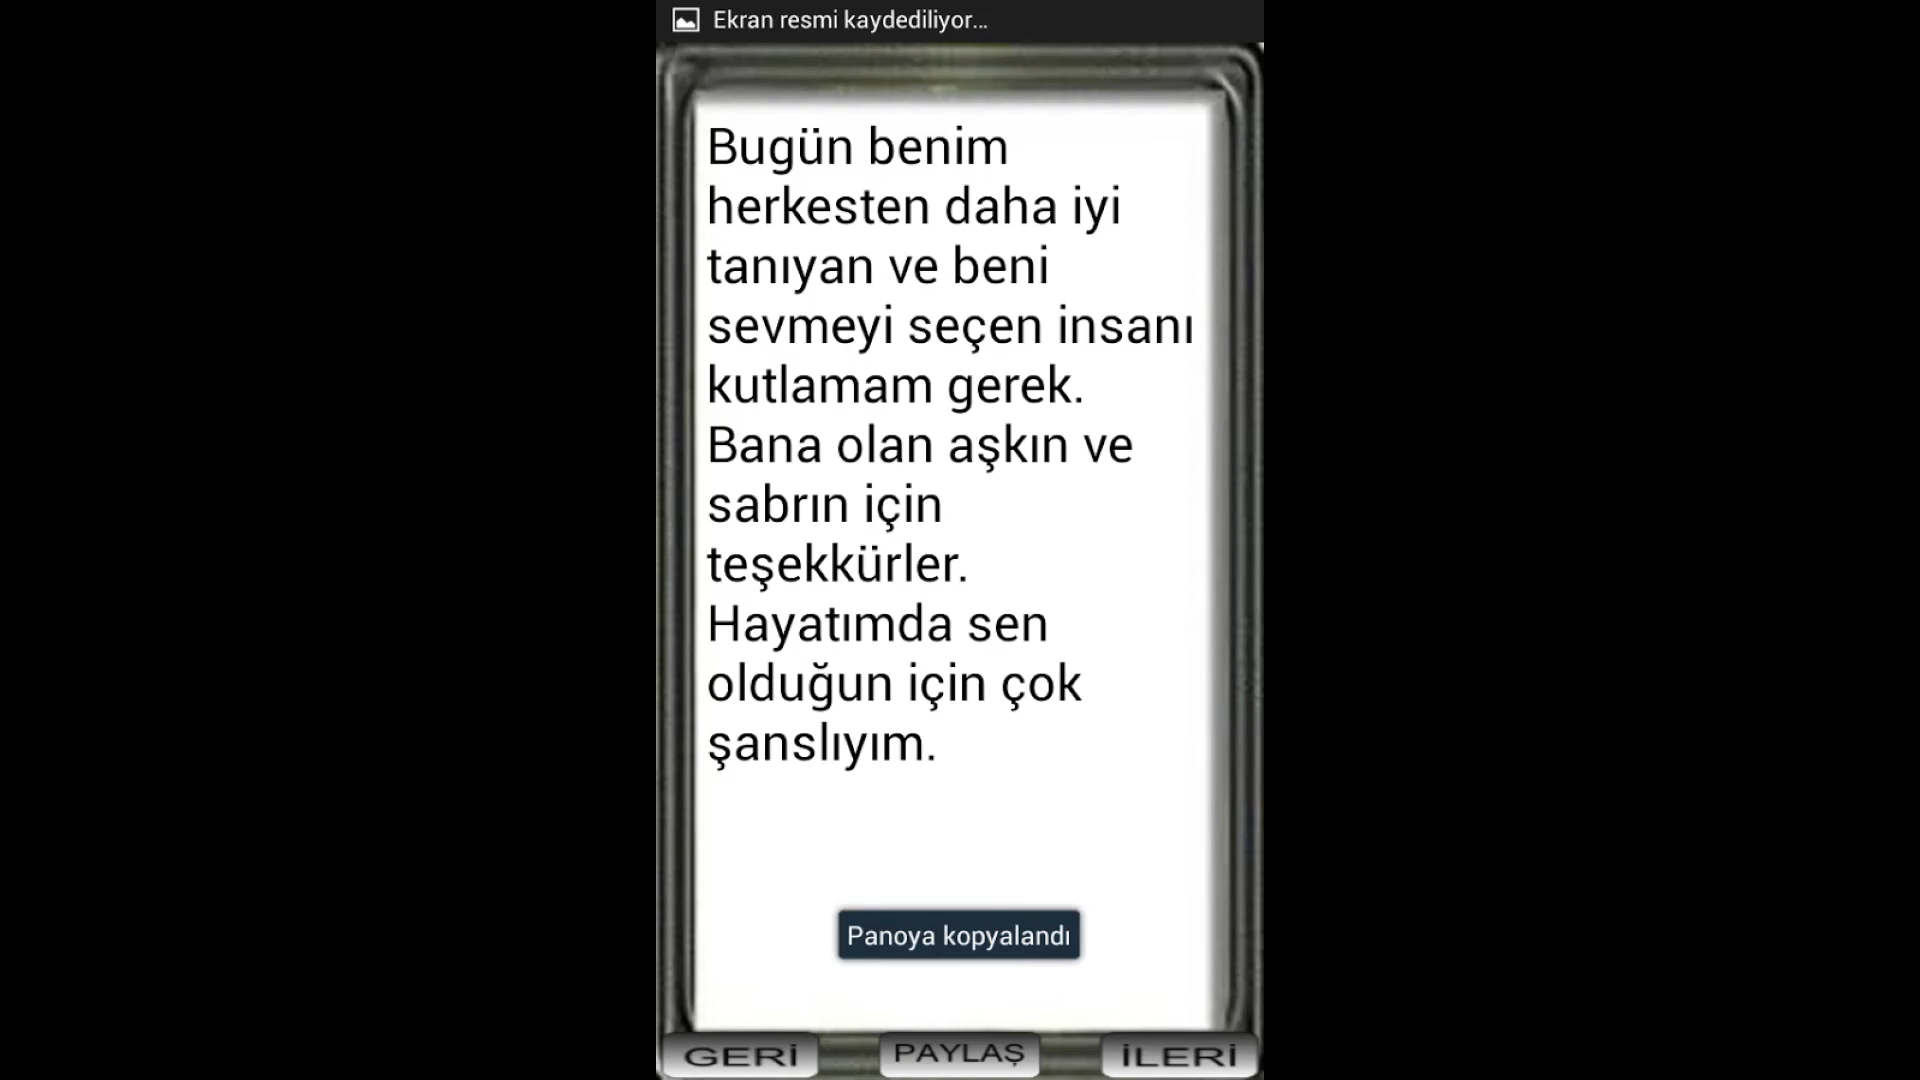 Ekran resmi kaydediliyor...
Bugün benim
herkesten daha iyi
tanıyan ve beni
sevmeyi seçen insanı
kutlamam gerek.
Bana olan aşkın ve
sabrın için
teşekkürler.
Hayatımda sen
olduğun için çok
şanslıyım.
Panoya kopyalandı
GERİ PAYLAŞ İLERİ